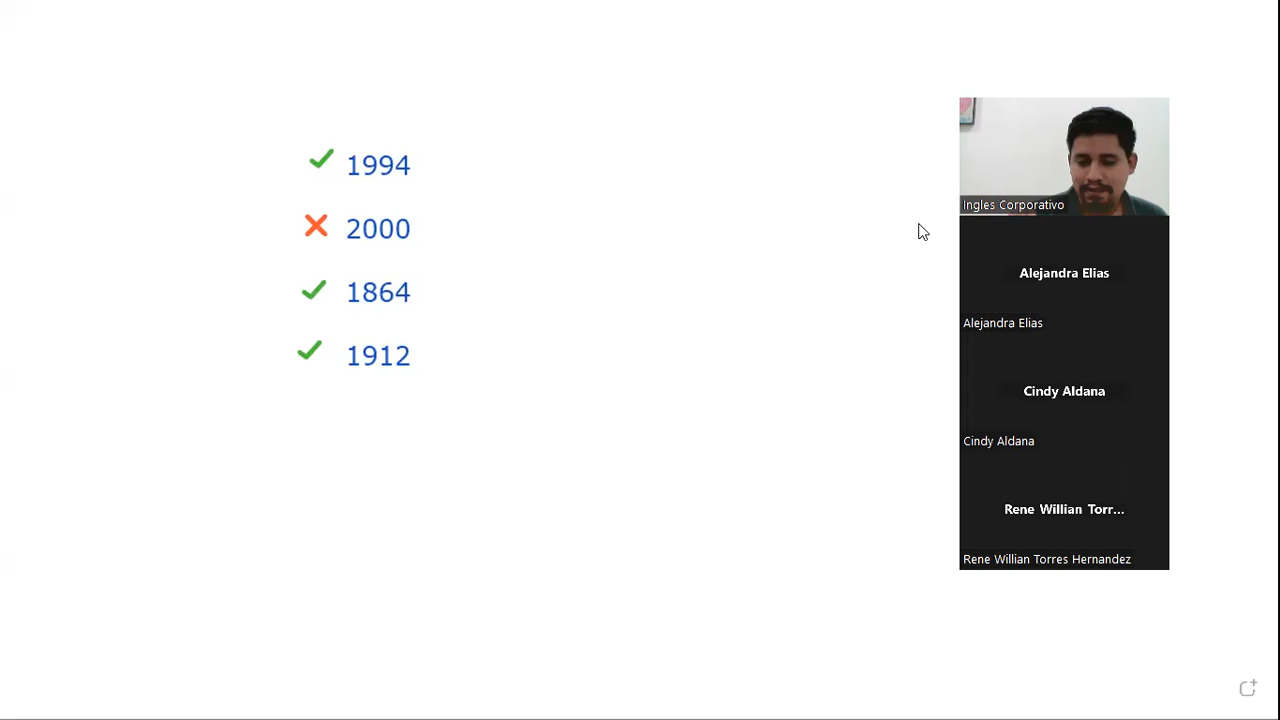 1994
2000
1864
1912
Ingles Corporativo
Alejandra Elias
Alejandra Elias
Cindy Aldana
Cindy Aldana
Rene Willian Torr...
Rene Willian Torres Hernandez